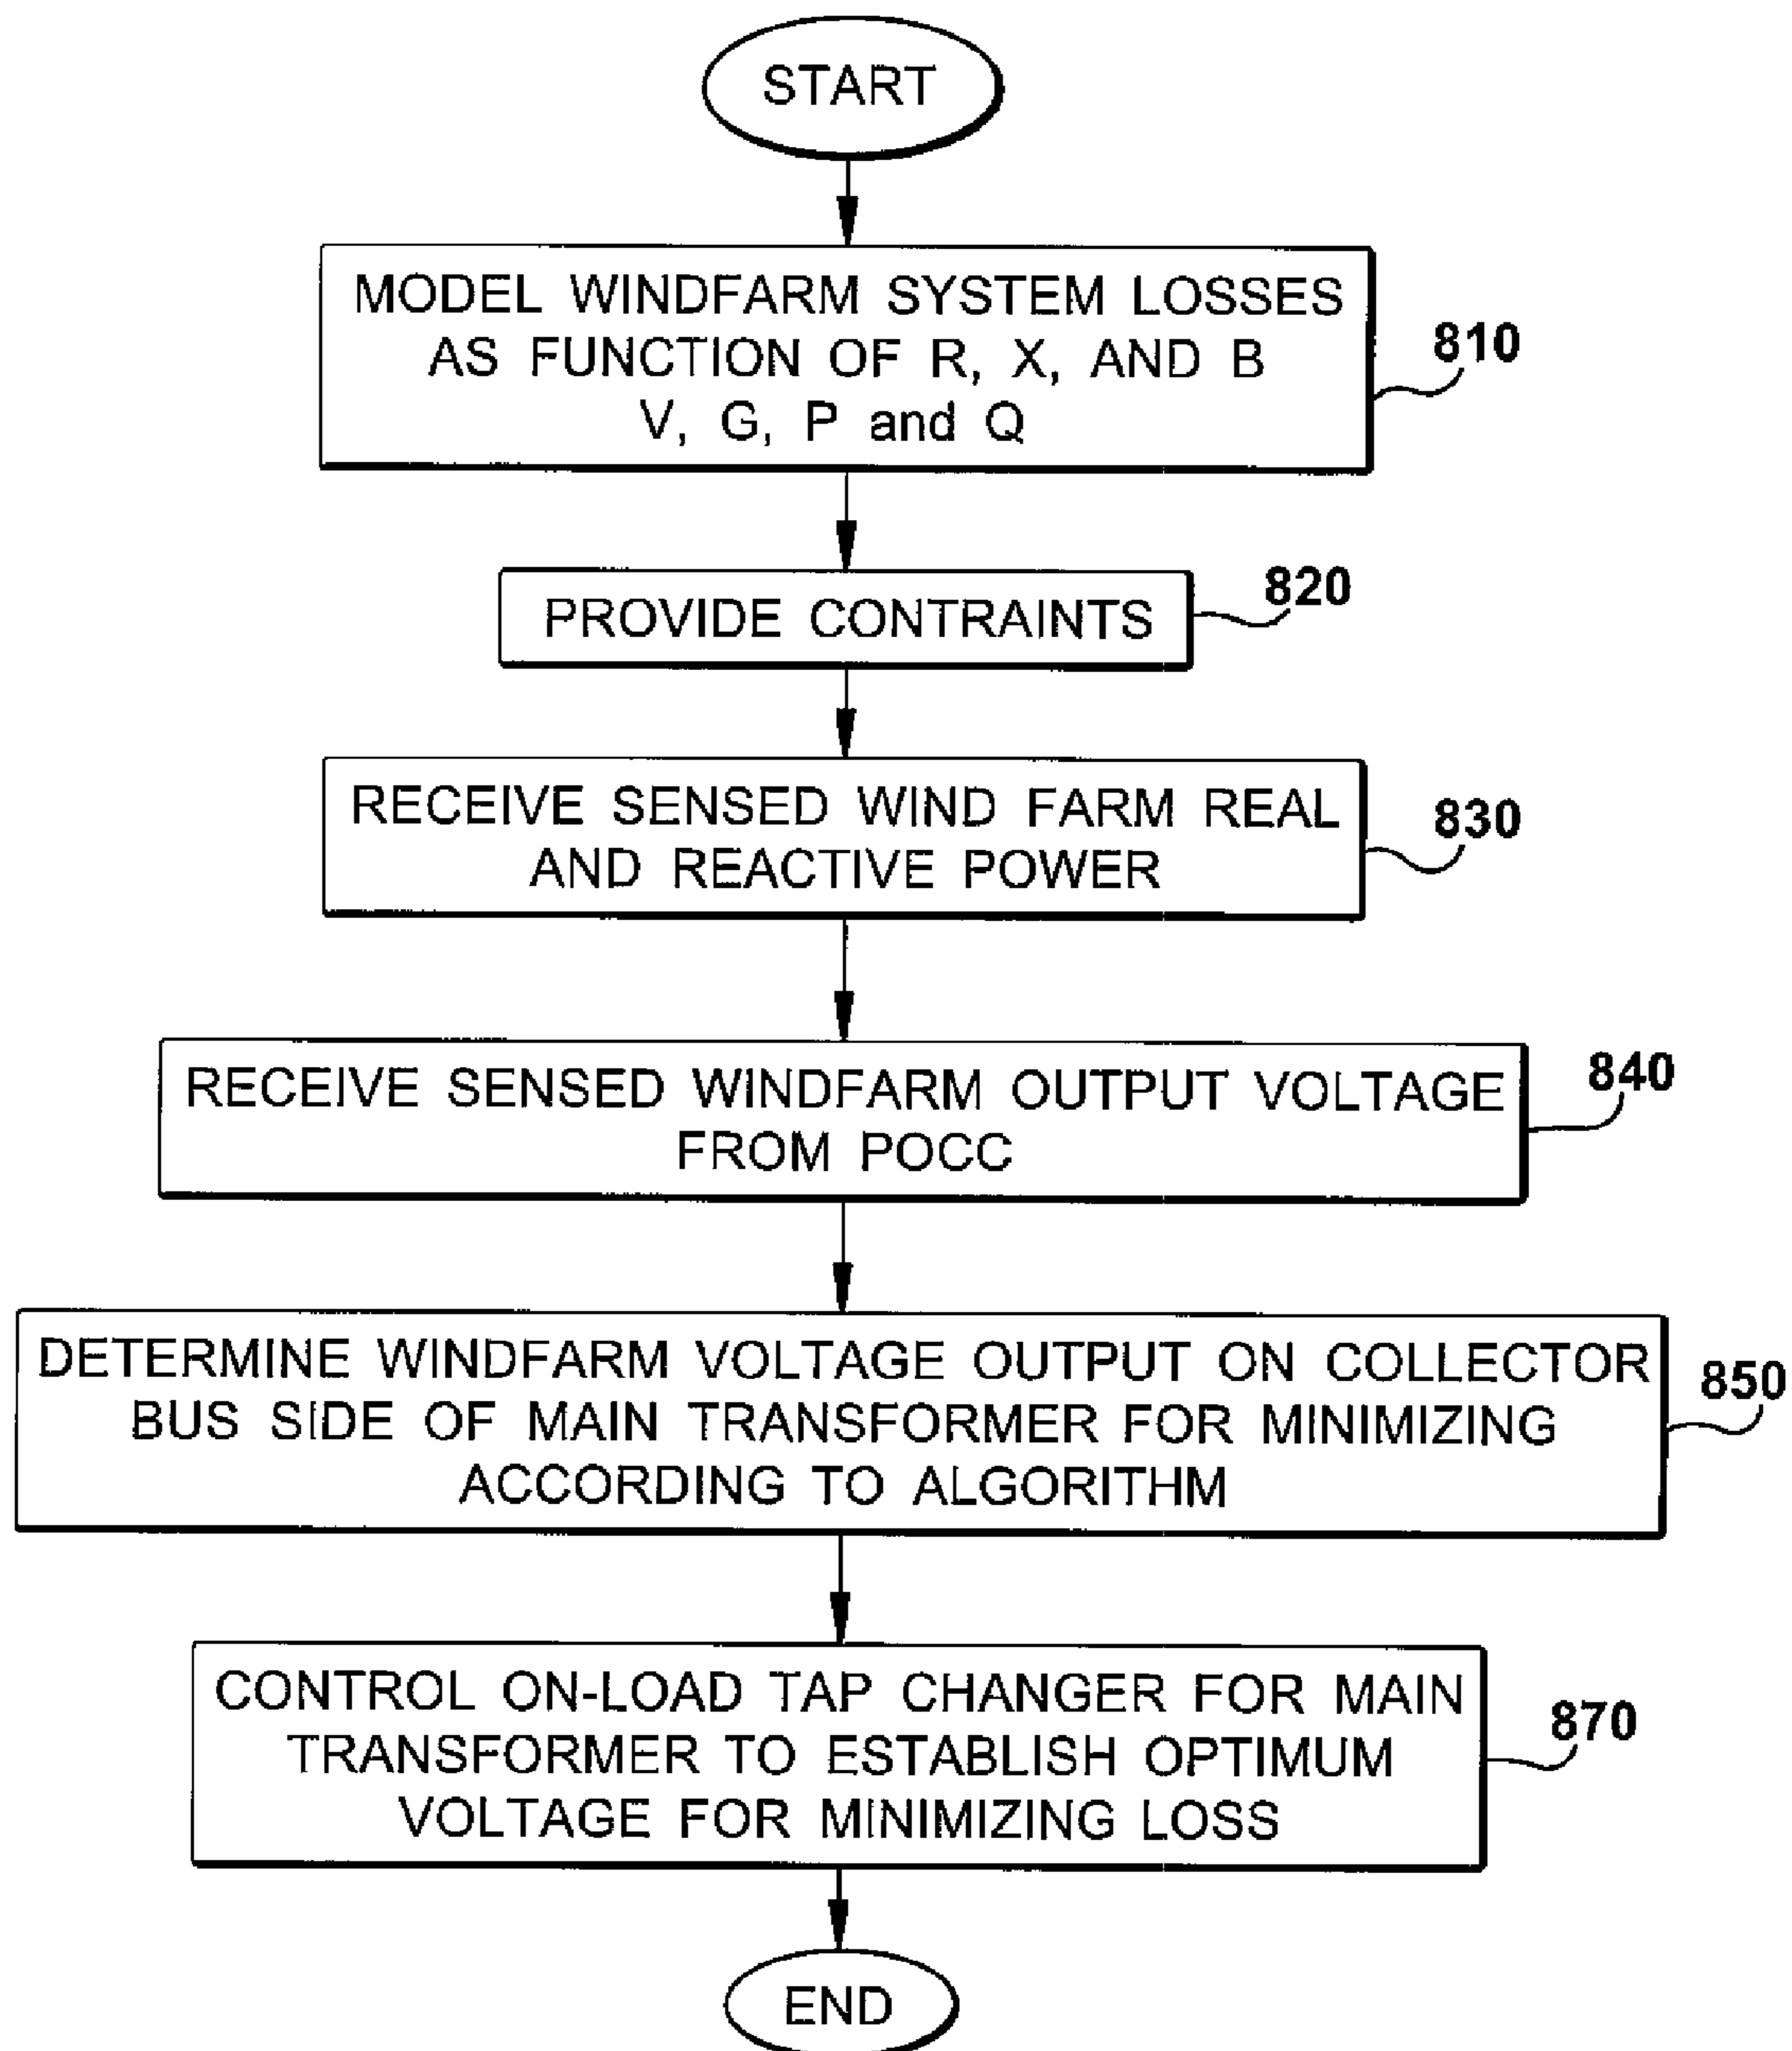 START
MODEL WINDFARM SYSTEM LOSSES
AS FUNCTION OF R, X, AND B
V, G, P and Q
810
PROVIDE CONTRAINTS
820
RECEIVE SENSED WIND FARM REAL
AND REACTIVE POWER
830
RECEIVE SENSED WINDFARM OUTPUT VOLTAGE
FROM POCC
840
DETERMINE WINDFARM VOLTAGE OUTPUT ON COLLECTOR
BUS SIDE OF MAIN TRANSFORMER FOR MINIMIZING
ACCORDING TO ALGORITHM
850
CONTROL ON-LOAD TAP CHANGER FOR MAIN
TRANSFORMER TO ESTABLISH OPTIMUM
VOLTAGE FOR MINIMIZING LOSS
870
END